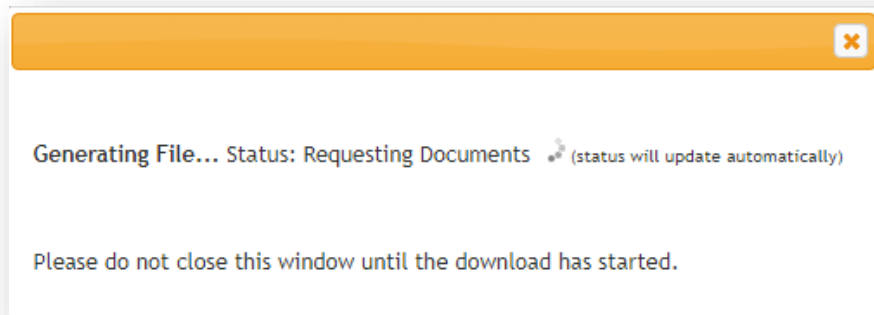 Generating File... Status: Requesting Documents (status will update automatically)
Please do not close this window until the download has started.